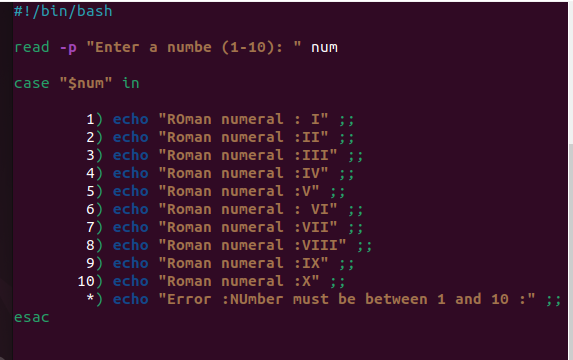 #!/bin/bash
read -p "Enter a numbe (1-10): " num
case "$num" in
1) echo "ROman numeral : I" ;;
2) echo "Roman numeral :II" ;;
3) echo "Roman numeral :III" ;;
4) echo "Roman numeral :IV" ;;
5) echo "Roman numeral :V" ;;
6) echo "Roman numeral : VI" ;;
7) echo "Roman numeral :VII" ;;
8) echo "Roman numeral :VIII" ;;
9) echo "Roman numeral :IX" ;;
10) echo "Roman numeral :X" ;;
*) echo "Error :NUmber must be between 1 and 10 :" ;;
esac